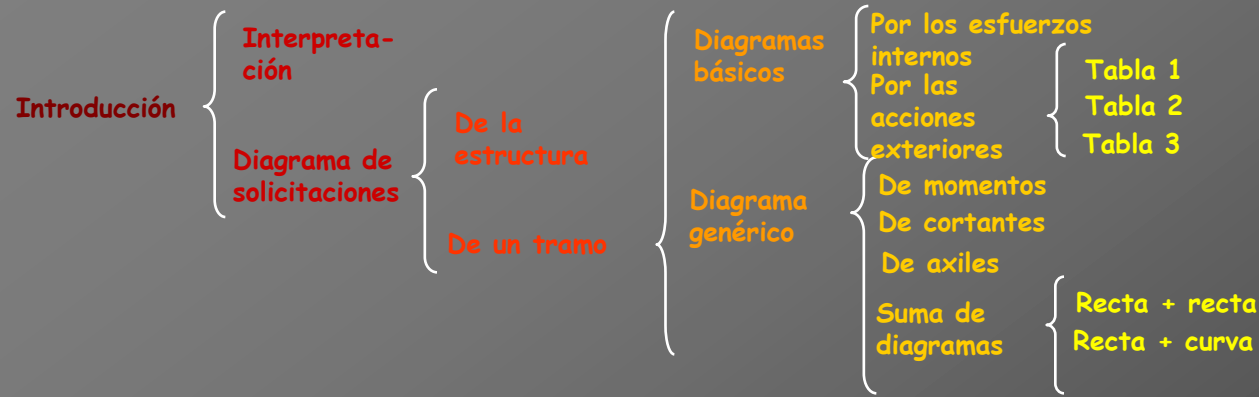 Introducción
Interpreta-
ción
Diagrama de
solicitaciones
De la
estructura
De un tramo
Diagramas
básicos
Por los esfuerzos
internos
Por las
acciones
exteriores
Tabla 1
Tabla 2
Tabla 3
Diagrama
genérico
De momentos
De cortantes
De axiles
Suma de
diagramas
Recta + recta
Recta + curva